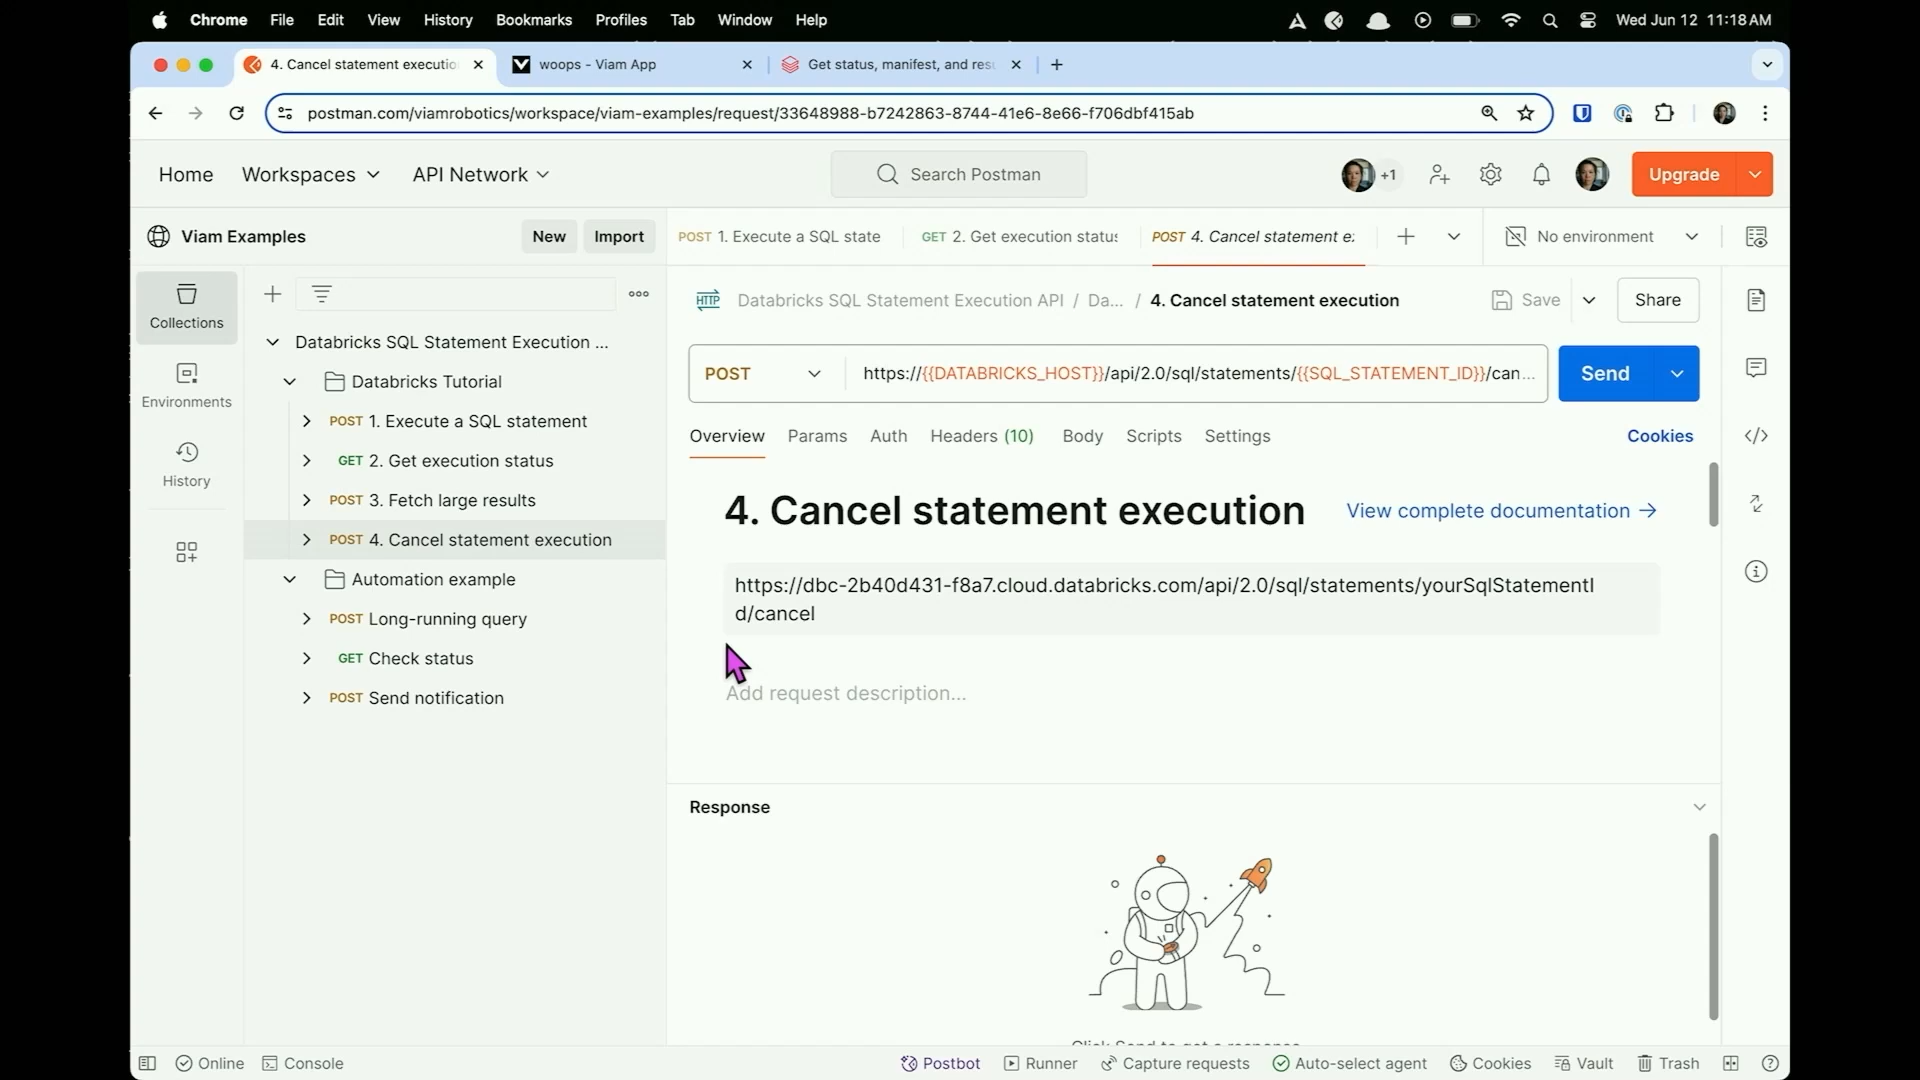 Chrome File Edit View History Bookmarks Profiles Tab Window Help Wed Jun 12 11:18 AM
4. Cancel statement executio woops - Viam App Get status, manifest, and res
postman.com/viamrobotics/workspace/viam-examples/request/33648988-b7242863-8744-41e6-8e66-f706dbf415ab
Home Workspaces API Network Search Postman +1 Upgrade
Viam Examples New Import POST 1. Execute a SQL state GET 2. Get execution status POST 4. Cancel statement e: No environment
Collections
Environments
History
Databricks SQL Statement Execution ...
Databricks Tutorial
POST 1. Execute a SQL statement
GET 2. Get execution status
POST 3. Fetch large results
POST 4. Cancel statement execution
Automation example
POST Long-running query
GET Check status
POST Send notification
HTTP Databricks SQL Statement Execution API / Da... / 4. Cancel statement execution Save Share
POST https://{{DATABRICKS_HOST}}/api/2.0/sql/statements/{{SQL_STATEMENT_ID}}/can... Send
Overview Params Auth Headers (10) Body Scripts Settings Cookies
4. Cancel statement execution View complete documentation →
https://dbc-2b40d431-f8a7.cloud.databricks.com/api/2.0/sql/statements/yourSqlStatementI
d/cancel
Add request description...
Response
Online Console Postbot Runner Capture requests Auto-select agent Cookies Vault Trash